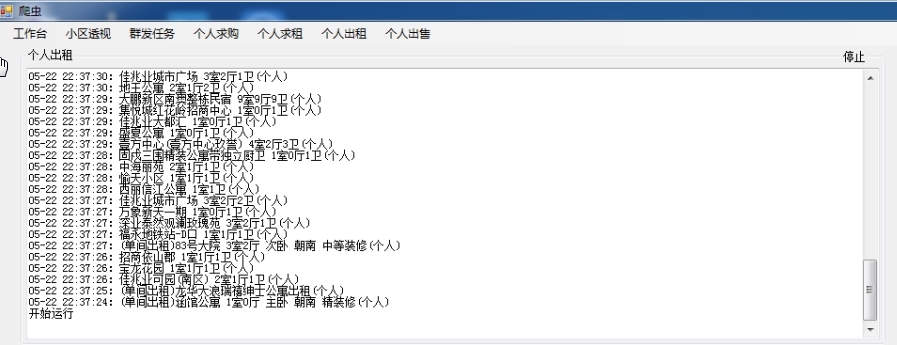 爬虫
工作台 小区透视 群发任务 个人求购 个人求租 个人出租 个人出售
个人出租 停止
05-22 22:37:30: 佳兆业城市广场 3室2厅1卫(个人)
05-22 22:37:30: 地王公寓 2室1厅2卫(个人)
05-22 22:37:29: 大鹏新区南澳整栋民宿 9室9厅9卫(个人)
05-22 22:37:29: 集悦城红花岭招商中心 1室0厅1卫(个人)
05-22 22:37:29: 佳兆业大都汇 1室0厅1卫(个人)
05-22 22:37:29: 盛夏公寓 1室0厅1卫(个人)
05-22 22:37:29: 壹方中心(壹方中心玖誉) 4室2厅3卫(个人)
05-22 22:37:28: 固戍三围精装公寓带独立厨卫 1室0厅1卫(个人)
05-22 22:37:28: 中海丽苑 2室1厅1卫(个人)
05-22 22:37:28: 愉天小区 1室1厅1卫(个人)
05-22 22:37:28: 西丽信江公寓 1室1卫(个人)
05-22 22:37:27: 佳兆业城市广场 3室2厅2卫(个人)
05-22 22:37:27: 万象新天一期 1室0厅1卫(个人)
05-22 22:37:27: 深业泰然观澜玫瑰苑 3室2厅1卫(个人)
05-22 22:37:27: 福永地铁站-D口 1室1厅1卫(个人)
05-22 22:37:27: (单间出租)83号大院 3室2厅 次卧 朝南 中等装修(个人)
05-22 22:37:26: 招商依山郡 1室1厅1卫(个人)
05-22 22:37:26: 宝龙花园 1室1厅1卫(个人)
05-22 22:37:26: 佳兆业可园(南区) 2室1厅1卫(个人)
05-22 22:37:25: (单间出租)龙华大浪瑞禧绅士公寓出租(个人)
05-22 22:37:24: (单间出租)涵馆公寓 1室0厅 主卧 朝南 精装修(个人)
开始运行